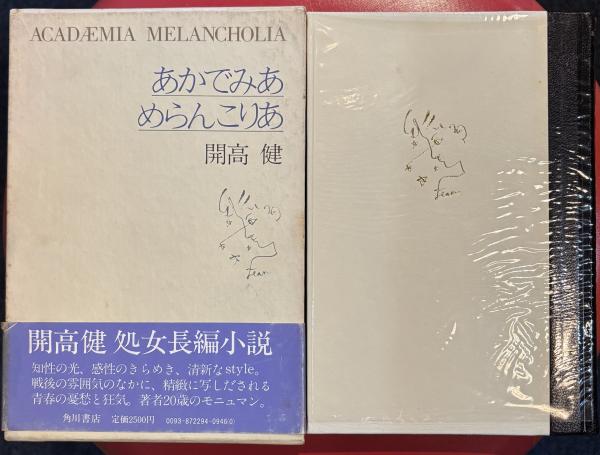 ACADÆMIA MELANCHOLIA
あかでみあ
めらんこりあ
開高 健
開高健 処女長編小説
知性の光、感性のきらめき、清新なstyle。
戦後の雰囲気のなかに、精緻に写しだされる
青春の憂愁と狂気。著者20歳のモニュマン。
角川書店 定価2500円 0093-872294-0946(0)